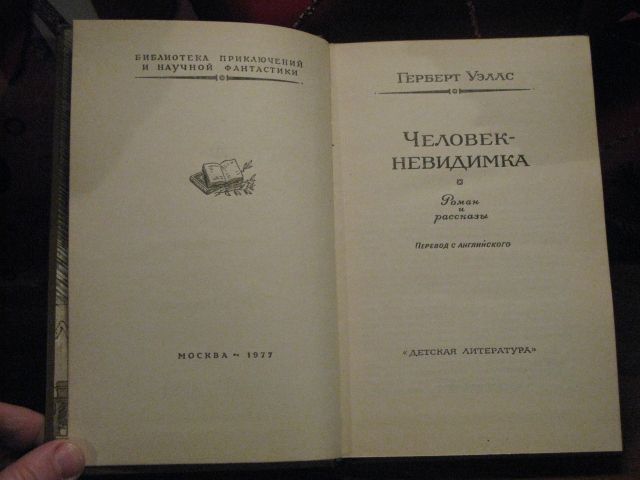 БИБЛИОТЕКА ПРИКЛЮЧЕНИЙ
И НАУЧНОЙ ФАНТАСТИКИ
МОСКВА ~ 1977
ГЕРБЕРТ УЭЛЛС
ЧЕЛОВЕК-
НЕВИДИМКА
Роман
и
рассказы
ПЕРЕВОД С АНГЛИЙСКОГО
«ДЕТСКАЯ ЛИТЕРАТУРА»